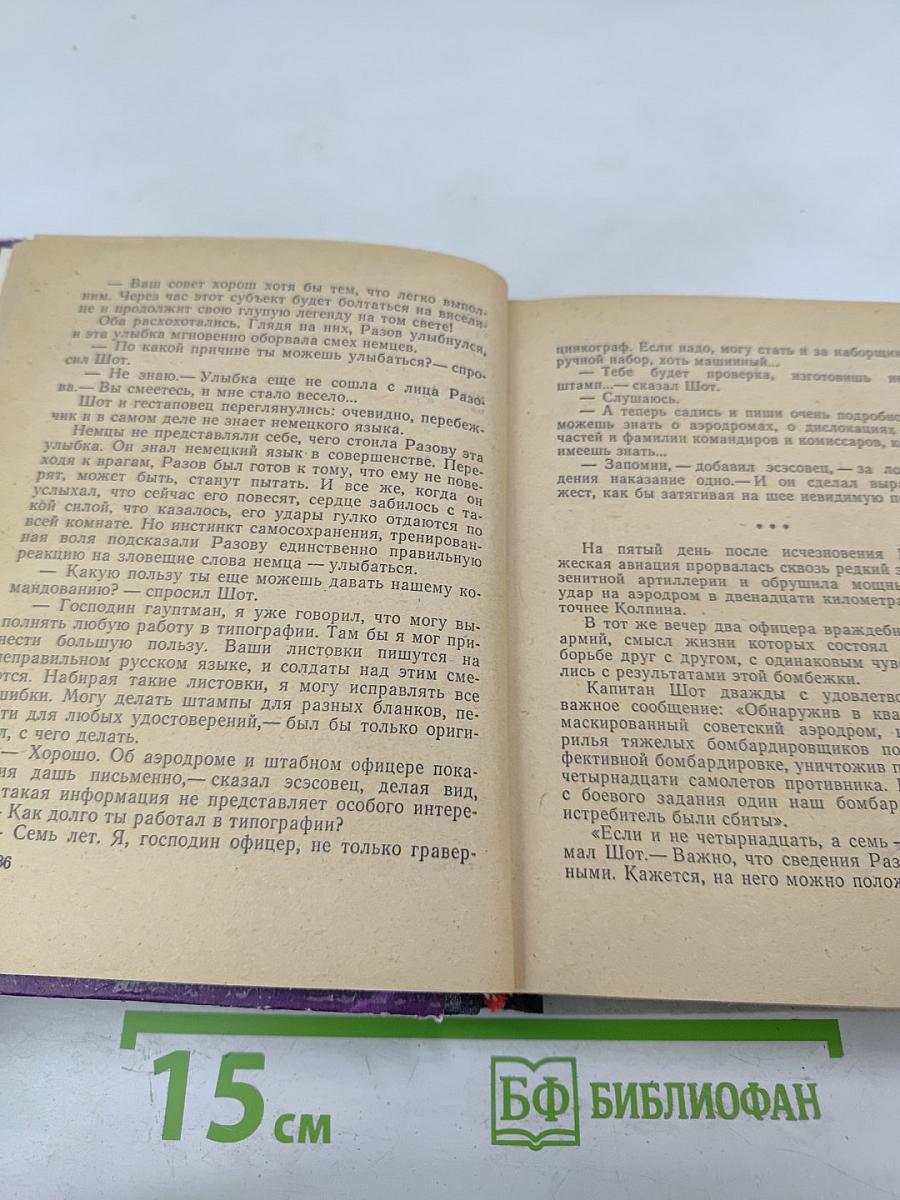 — Ваш совет хорош хотя бы тем, что легко выпол-
ним. Через час этот субъект будет болтаться на висели-
це и продолжит свою глупую легенду на том свете!
Оба расхохотались. Глядя на них, Разов улыбнулся,
и эта улыбка мгновенно оборвала смех немцев.
— По какой причине ты можешь улыбаться?— спро-
сил Шот.
— Не знаю.— Улыбка еще не сошла с лица Разо-
ва.— Вы смеетесь, и мне стало весело...
Шот и гестаповец переглянулись: очевидно, перебеж-
чик и в самом деле не знает немецкого языка.
Немцы не представляли себе, чего стоила Разову эта
улыбка. Он знал немецкий язык в совершенстве. Пере-
ходя к врагам, Разов был готов к тому, что ему не пове-
рят, может быть, станут пытать. И все же, когда он
услыхал, что сейчас его повесят, сердце забилось с та-
кой силой, что казалось, его удары гулко отдаются по
всей комнате. Но инстинкт самосохранения, тренирован-
ная воля подсказали Разову единственно правильную
реакцию на зловещие слова немца — улыбаться.
— Какую пользу ты еще можешь давать нашему ко-
мандованию? — спросил Шот.
— Господин гауптман, я уже говорил, что могу вы-
полнять любую работу в типографии. Там бы я мог при-
нести большую пользу. Ваши листовки пишутся на
неправильном русском языке, и солдаты над этим сме-
ются. Набирая такие листовки, я могу исправлять все
шибки. Могу делать штампы для разных бланков, пе-
ти для любых удостоверений,— был бы только ориги-
л, с чего делать.
— Хорошо. Об аэродроме и штабном офицере пока-
ия дашь письменно,— сказал эсэсовец, делая вид,
такая информация не представляет особого интере-
Как долго ты работал в типографии?
Семь лет. Я, господин офицер, не только гравер-
86
цинкограф. Если надо, могу стать и за наборщик
ручной набор, хоть машинный...
— Тебе будет проверка, изготовишь
штамп...— сказал Шот.
— Слушаюсь.
— А теперь садись и пиши очень подробно
можешь знать о аэродромах, о дислокациях
частей и фамилии командиров и комиссаров, к
имеешь знать...
— Запомни, — добавил эсэсовец, — за ло
дения наказание одно.— И он сделал выра
жест, как бы затягивая на шее невидимую п
* * *
На пятый день после исчезновения
жеская авиация прорвалась сквозь редкий з
зенитной артиллерии и обрушила мощны
удар на аэродром в двенадцати километра
точнее Колпина.
В тот же вечер два офицера враждебн
армий, смысл жизни которых состоял
борьбе друг с другом, с одинаковым чув
лись с результатами этой бомбежки.
Капитан Шот дважды с удовлетво
важное сообщение: «Обнаружив в ква
маскированный советский аэродром,
рилья тяжелых бомбардировщиков по
фективной бомбардировке, уничтожив п
четырнадцати самолетов противника.
с боевого задания один наш бомбар
истребитель были сбиты».
«Если и не четырнадцать, а семь —
мал Шот.— Важно, что сведения Раз
ными. Кажется, на него можно полож
15 см
БФ БИБЛИОФАН